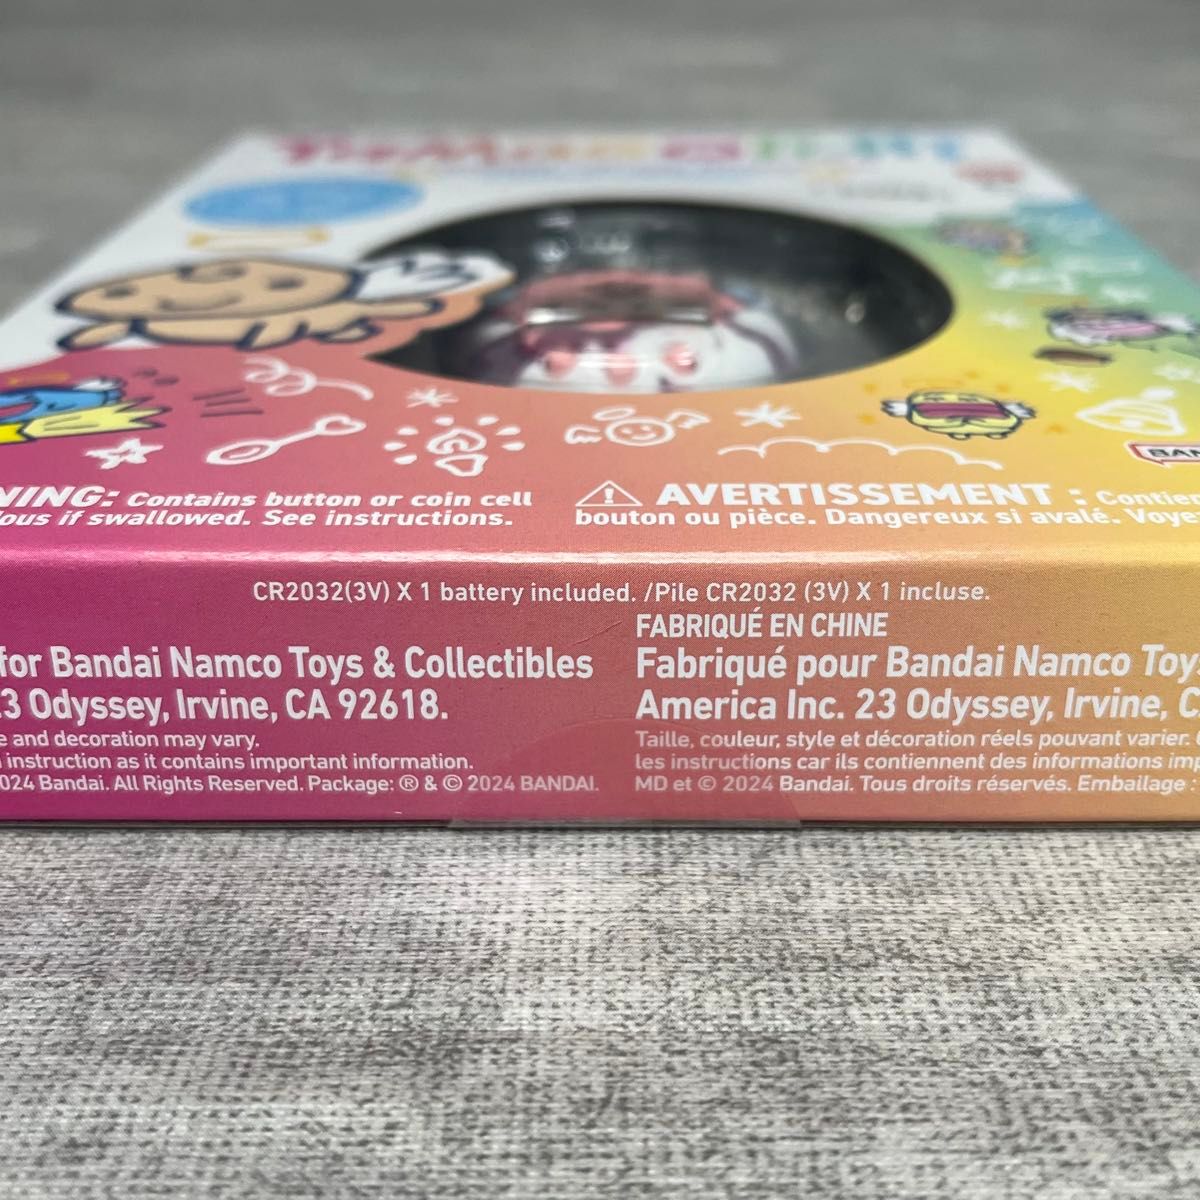 NING: Contains button or coin cell
ous if swallowed. See instructions.
AVERTISSEMENT : Contien
bouton ou pièce. Dangereux si avalé. Voye
BAN
CR2032(3V) X 1 battery included. /Pile CR2032 (3V) X 1 incluse.
for Bandai Namco Toys & Collectibles
3 Odyssey, Irvine, CA 92618.
e and decoration may vary.
instruction as it contains important information.
024 Bandai. All Rights Reserved. Package: ® & © 2024 BANDAI.
FABRIQUÉ EN CHINE
Fabriqué pour Bandai Namco Toy
America Inc. 23 Odyssey, Irvine, C
Taille, couleur, style et décoration réels pouvant varier.
les instructions car ils contiennent des informations imp
MD et © 2024 Bandai. Tous droits réservés. Emballage :